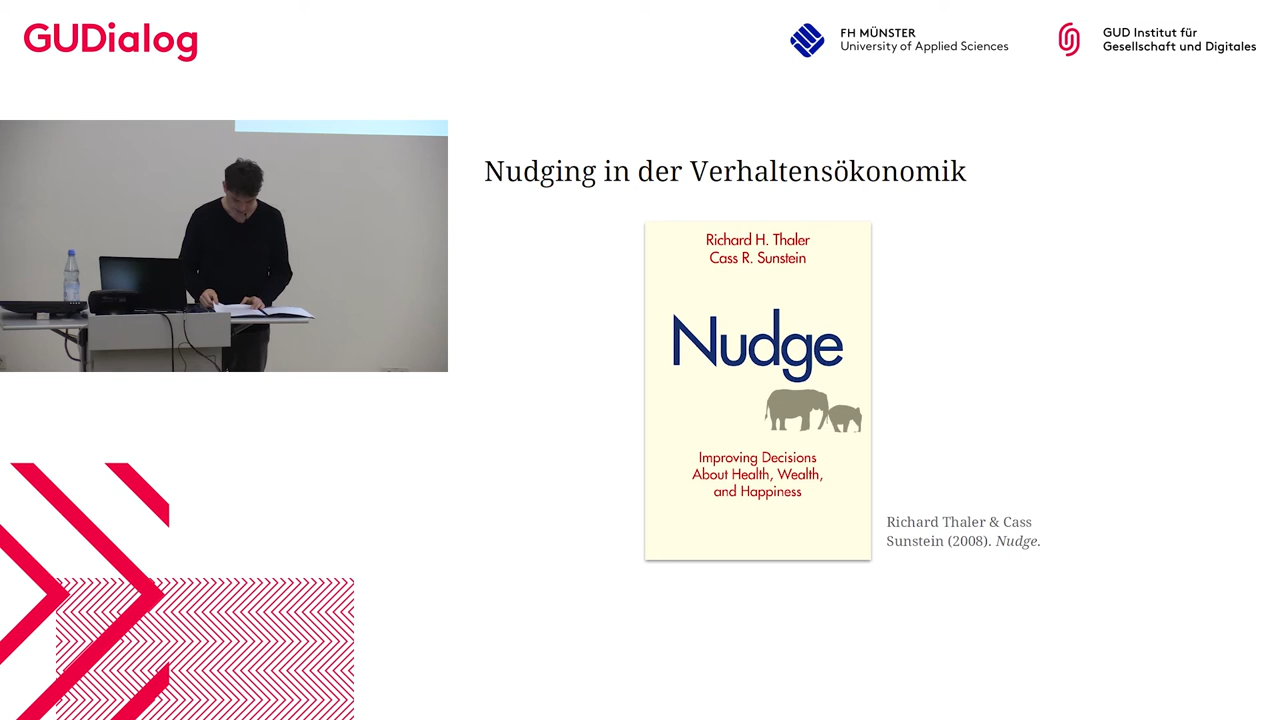 GUDialog
FH MÜNSTER
University of Applied Sciences
GUD Institut für
Gesellschaft und Digitales
Nudging in der Verhaltensökonomik
Richard H. Thaler
Cass R. Sunstein
Nudge
Improving Decisions
About Health, Wealth,
and Happiness
Richard Thaler & Cass
Sunstein (2008). Nudge.